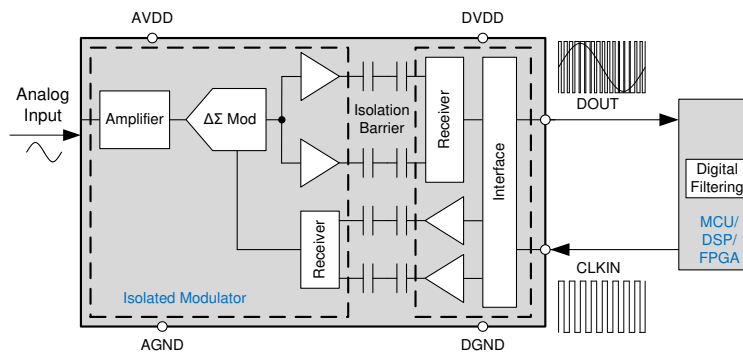 AVDD
DVDD
Analog
Input
Amplifier
ΔΣ Mod
Isolation
Barrier
Receiver
Interface
DOUT
Digital
Filtering
MCU/
DSP/
FPGA
Receiver
Isolated Modulator
CLKIN
AGND
DGND